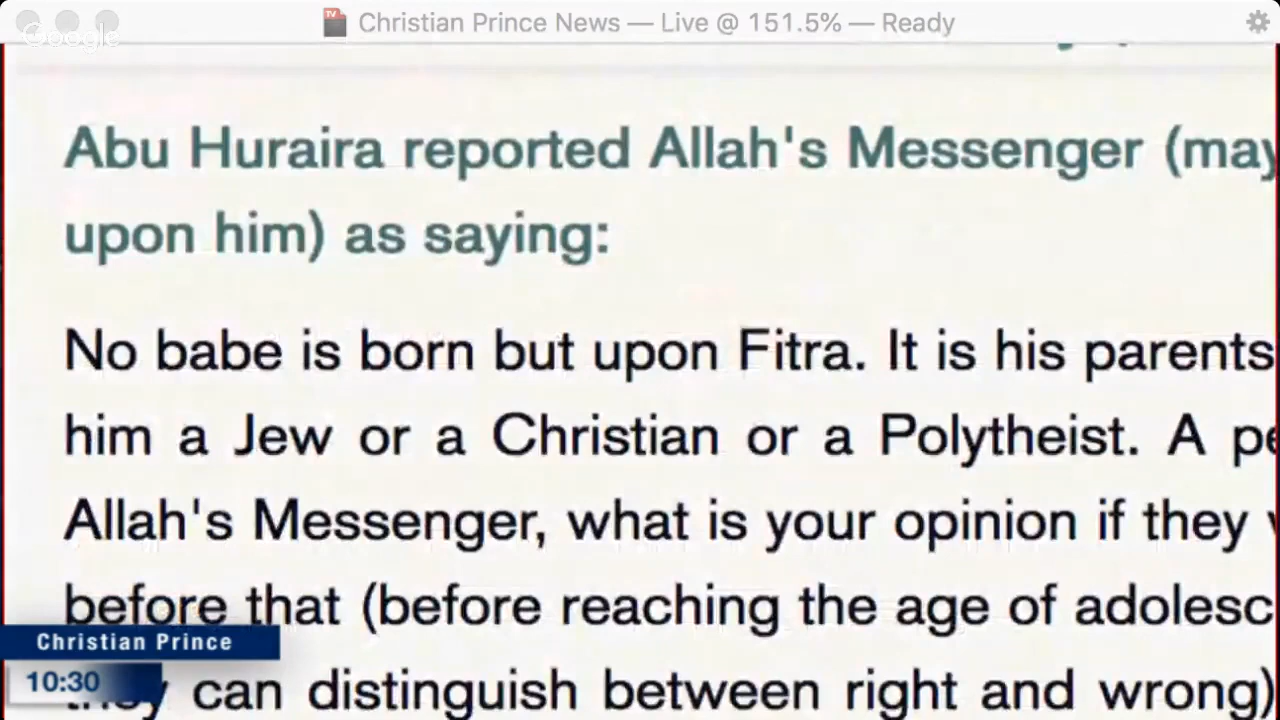 Christian Prince News — Live @ 151.5% — Ready
Google
Abu Huraira reported Allah's Messenger (may
upon him) as saying:
No babe is born but upon Fitra. It is his parents
him a Jew or a Christian or a Polytheist. A
Allah's Messenger, what is your opinion if they
before that (before reaching the age of
can distinguish between right and wrong)
Christian Prince
10:30